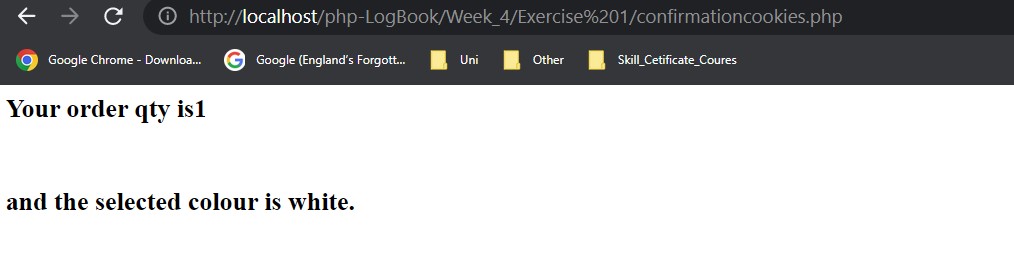 http://localhost/php-LogBook/Week_4/Exercise%201/confirmationcookies.php
Google Chrome - Downloa... Google (England's Forgott... Uni Other Skill_Cetificate_Coures
Your order qty is1
and the selected colour is white.